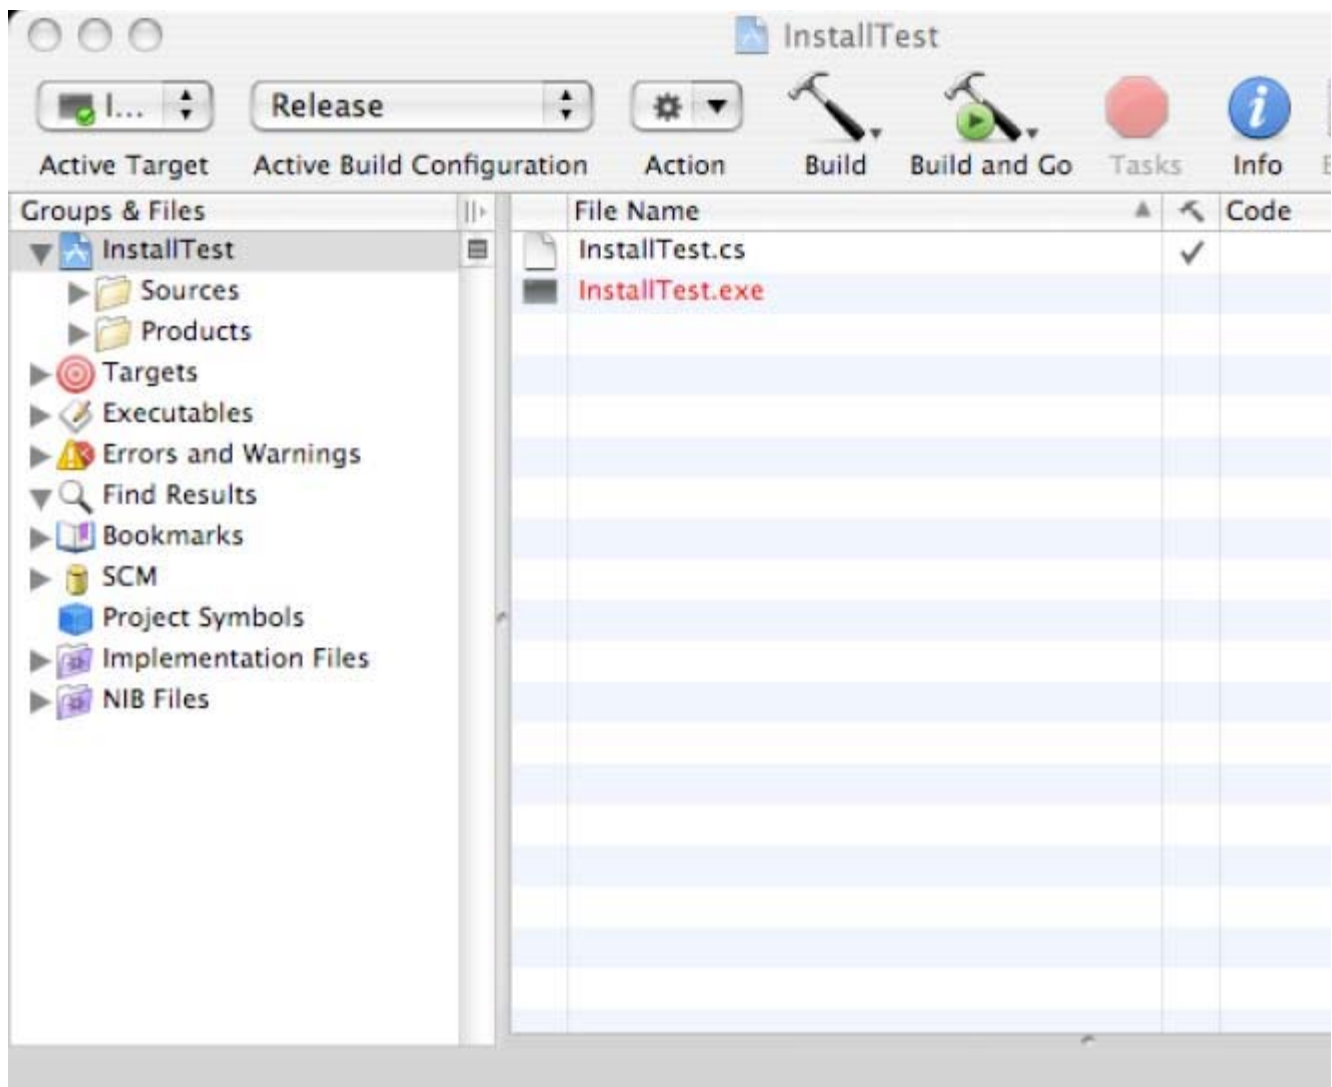 InstallTest
I... Release
Active Target Active Build Configuration Action Build Build and Go Tasks Info
Groups & Files File Name Code
InstallTest InstallTest.cs
Sources InstallTest.exe
Products
Targets
Executables
Errors and Warnings
Find Results
Bookmarks
SCM
Project Symbols
Implementation Files
NIB Files